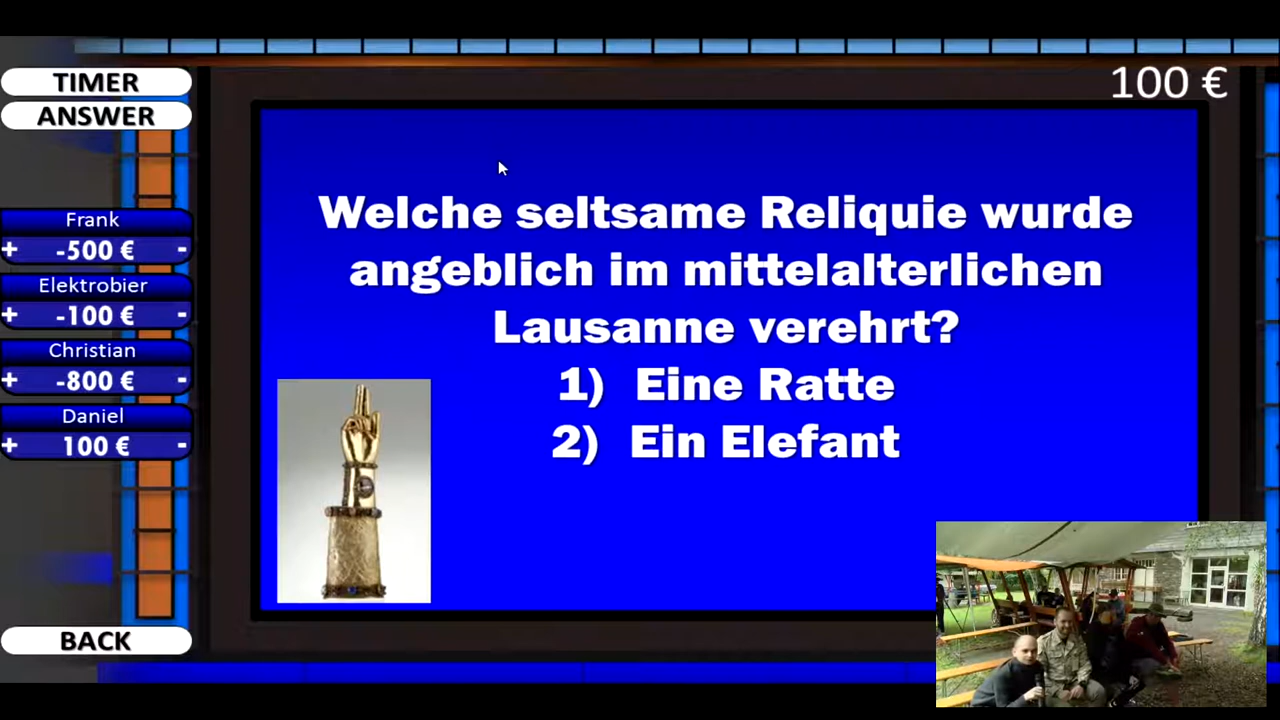 TIMER
ANSWER
100 €
Frank
+ -500 € -
Elektrobier
+ -100 € -
Christian
+ -800 € -
Daniel
+ 100 € -
BACK
Welche seltsame Reliquie wurde
angeblich im mittelalterlichen
Lausanne verehrt?
1) Eine Ratte
2) Ein Elefant